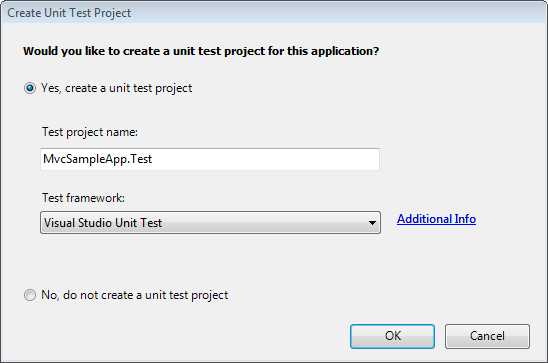 Create Unit Test Project
Would you like to create a unit test project for this application?
Yes, create a unit test project
Test project name:
MvcSampleApp.Test
Test framework:
Visual Studio Unit Test
Additional Info
No, do not create a unit test project
OK
Cancel